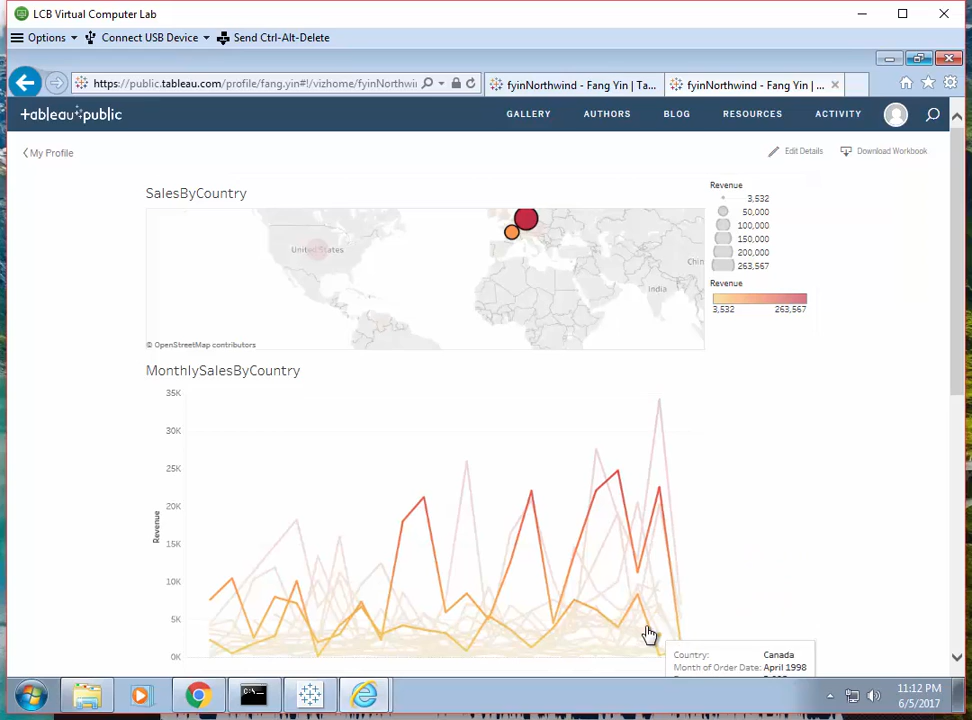 LCB Virtual Computer Lab
Options Connect USB Device Send Ctrl-Alt-Delete
https://public.tableau.com/profile/fang.yin#!/vizhome/fyinNorthwin fyinNorthwind - Fang Yin | Ta... fyinNorthwind - Fang Yin | ...
+ableau+public GALLERY AUTHORS BLOG RESOURCES ACTIVITY
My Profile Edit Details Download Workbook
SalesByCountry
Revenue
3,532
50,000
100,000
150,000
200,000
263,567
Revenue
3,532 263,567
United States
Chin
India
© OpenStreetMap contributors
MonthlySalesByCountry
35K
30K
25K
20K
15K
10K
5K
0K
Revenue
Country: Canada
Month of Order Date: April 1998
11:12 PM
6/5/2017